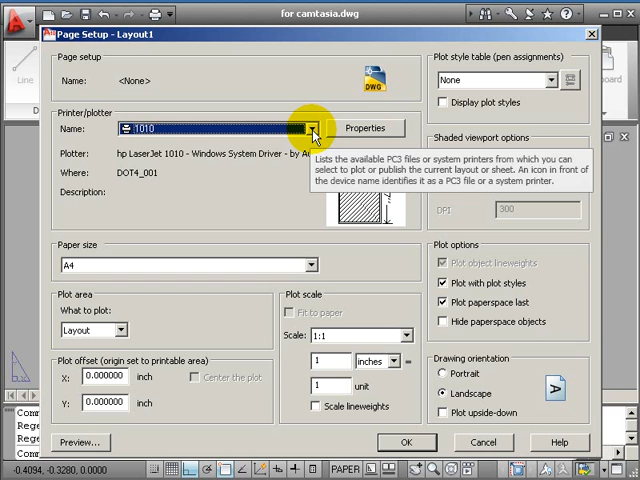 for camtasia.dwg
Page Setup - Layout1
Page setup
Name: <None>
DWG
Plot style table (pen assignments)
None
Display plot styles
Printer/plotter
Name: 1010
Properties
Plotter: hp LaserJet 1010 - Windows System Driver - by Au
Where: DOT4_001
Description:
Lists the available PC3 files or system printers from which you can
select to plot or publish the current layout or sheet. An icon in front of
the device name identifies it as a PC3 file or a system printer.
Shaded viewport options
DPI 300
Paper size
A4
Plot area
What to plot:
Layout
Plot offset (origin set to printable area)
X: 0.000000 inch
Center the plot
Y: 0.000000 inch
Plot scale
Fit to paper
Scale: 1:1
1 inches =
1 unit
Scale lineweights
Plot options
Plot object lineweights
Plot with plot styles
Plot paperspace last
Hide paperspace objects
Drawing orientation
Portrait
Landscape
Plot upside-down
A
Preview...
OK
Cancel
Help
Line
Comm
Rege
Rege
Comm
-0.4094, -0.3280, 0.0000
PAPER